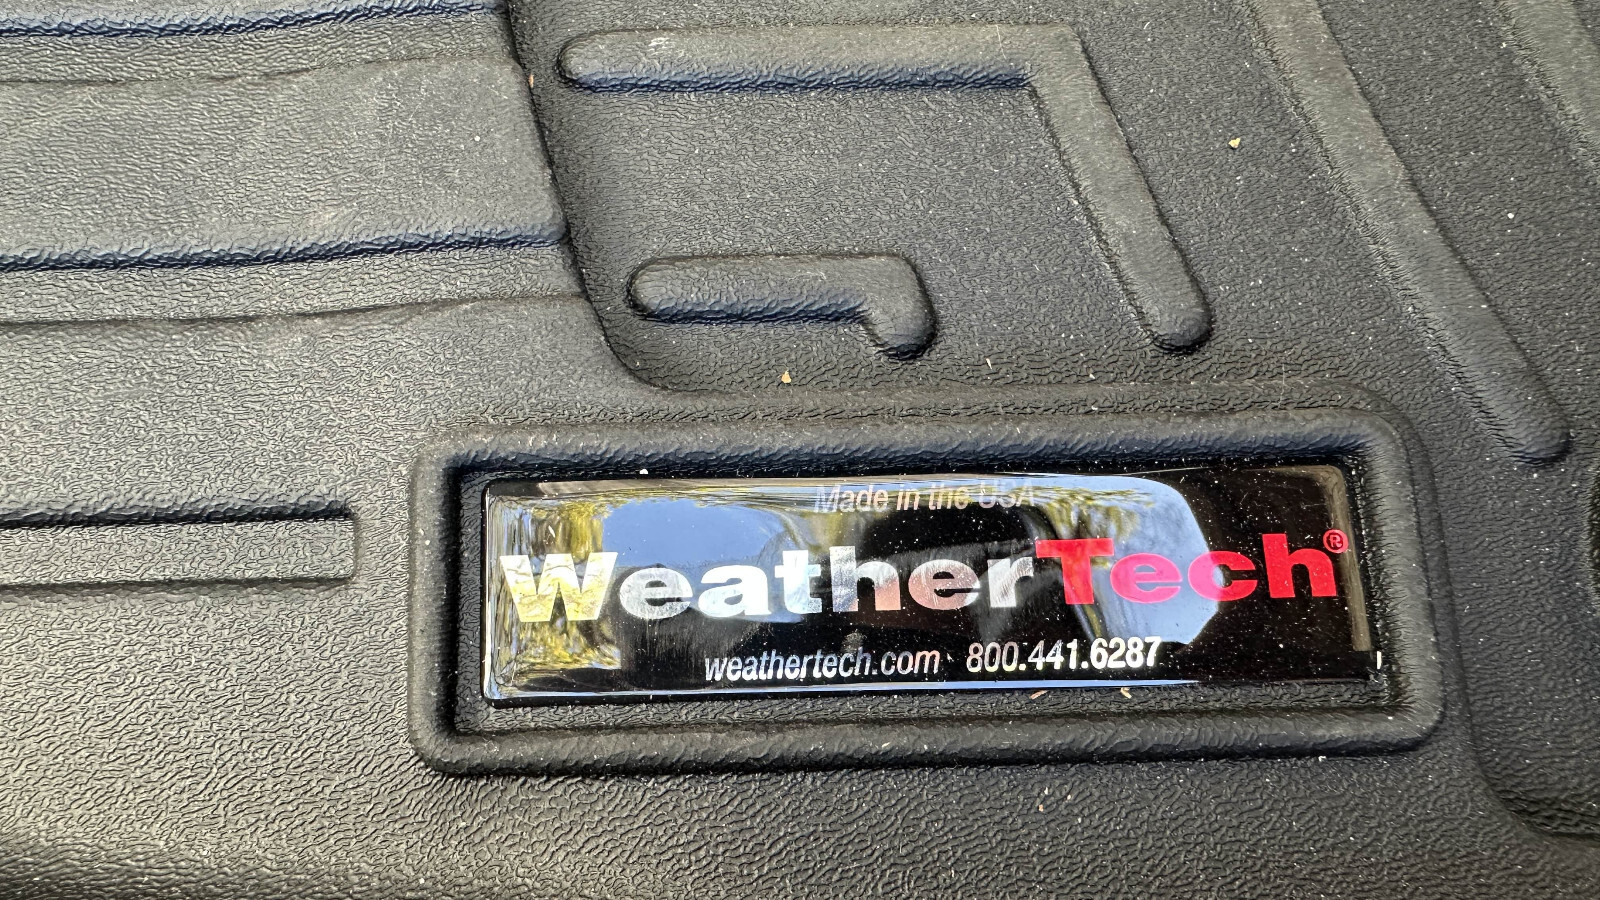 Made in the USA
WeatherTech®
weathertech.com 800.441.6287